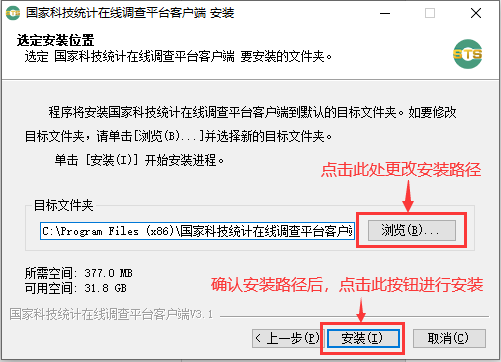 国家科技统计在线调查平台客户端 安装
选定安装位置
选定 国家科技统计在线调查平台客户端 要安装的文件夹。
STS
程序将安装国家科技统计在线调查平台客户端到默认的目标文件夹。如要修改
目标文件夹，请单击[浏览(B)...]并选择新的目标文件夹。
单击 [安装(I)] 开始安装进程。
点击此处更改安装路径
目标文件夹
C:\Program Files (x86)\国家科技统计在线调查平台客户端
浏览(B)...
所需空间: 377.0 MB
可用空间: 31.8 GB
确认安装路径后，点击此按钮进行安装
国家科技统计在线调查平台客户端V3.1
< 上一步(P)
安装(I)
取消(C)